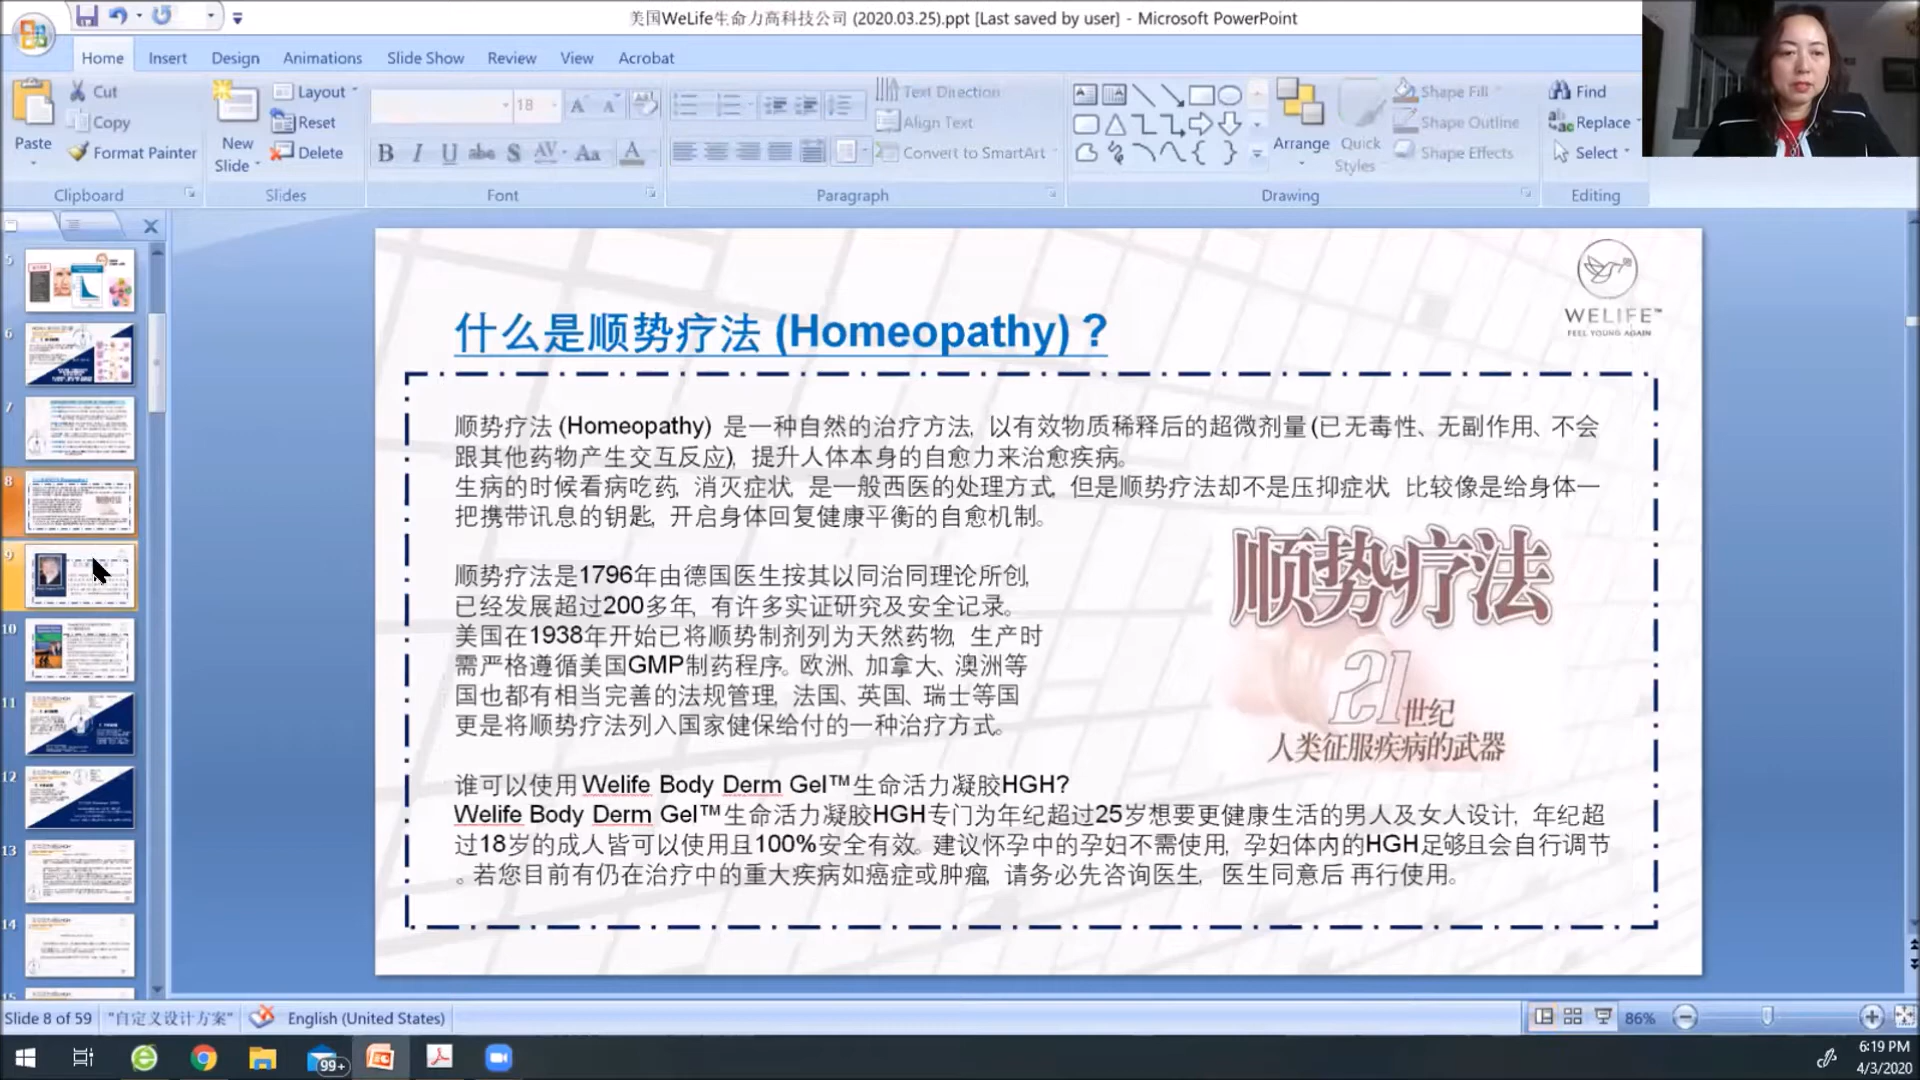 美国WeLife生命力高科技公司 (2020.03.25).ppt [Last saved by user] - Microsoft PowerPoint
Home Insert Design Animations Slide Show Review View Acrobat
Paste
Cut
Copy
Format Painter
Clipboard
New Slide
Layout
Reset
Delete
Slides
18
Font
Paragraph
Text Direction
Align Text
Convert to SmartArt
Arrange
Quick Styles
Shape Fill
Shape Outline
Shape Effects
Drawing
Find
Replace
Select
Editing
5
6
7
8
9
10
11
12
13
14
15
WELIFE™
FEEL YOUNG AGAIN
什么是顺势疗法 (Homeopathy) ?
顺势疗法 (Homeopathy) 是一种自然的治疗方法, 以有效物质稀释后的超微剂量(已无毒性、无副作用、不会
跟其他药物产生交互反应), 提升人体本身的自愈力来治愈疾病。
生病的时候看病吃药, 消灭症状, 是一般西医的处理方式, 但是顺势疗法却不是压抑症状, 比较像是给身体一
把携带讯息的钥匙, 开启身体回复健康平衡的自愈机制。
顺势疗法是1796年由德国医生按其以同治同理论所创,
已经发展超过200多年, 有许多实证研究及安全记录。
美国在1938年开始已将顺势制剂列为天然药物, 生产时
需严格遵循美国GMP制药程序。欧洲、加拿大、澳洲等
国也都有相当完善的法规管理, 法国、英国、瑞士等国
更是将顺势疗法列入国家健保给付的一种治疗方式。
顺势疗法
21世纪
人类征服疾病的武器
谁可以使用 Welife Body Derm Gel™生命活力凝胶HGH?
Welife Body Derm Gel™生命活力凝胶HGH专门为年纪超过25岁想要更健康生活的男人及女人设计, 年纪超
过18岁的成人皆可以使用且100%安全有效。建议怀孕中的孕妇不需使用, 孕妇体内的HGH足够且会自行调节
。若您目前有仍在治疗中的重大疾病如癌症或肿瘤, 请务必先咨询医生, 医生同意后 再行使用。
Slide 8 of 59 "自定义设计方案" English (United States) 86%
99+
6:19 PM
4/3/2020